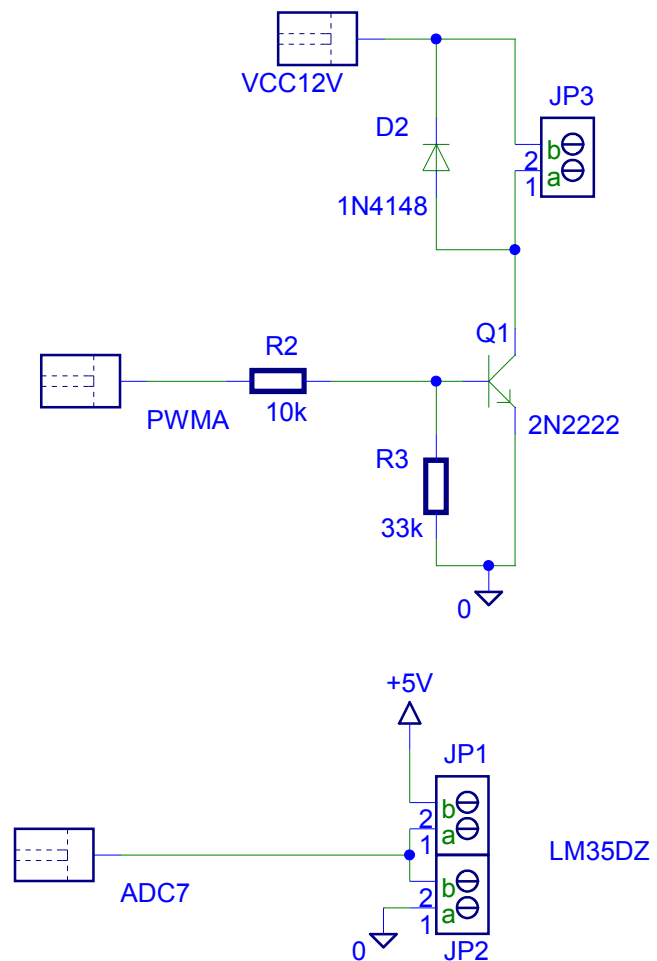 VCC12V
JP3
D2
b
2
a
1
1N4148
Q1
R2
10k
PWMA
2N2222
R3
33k
0
+5V
JP1
b
2
a
1
LM35DZ
ADC7
b
2
a
1
0
JP2